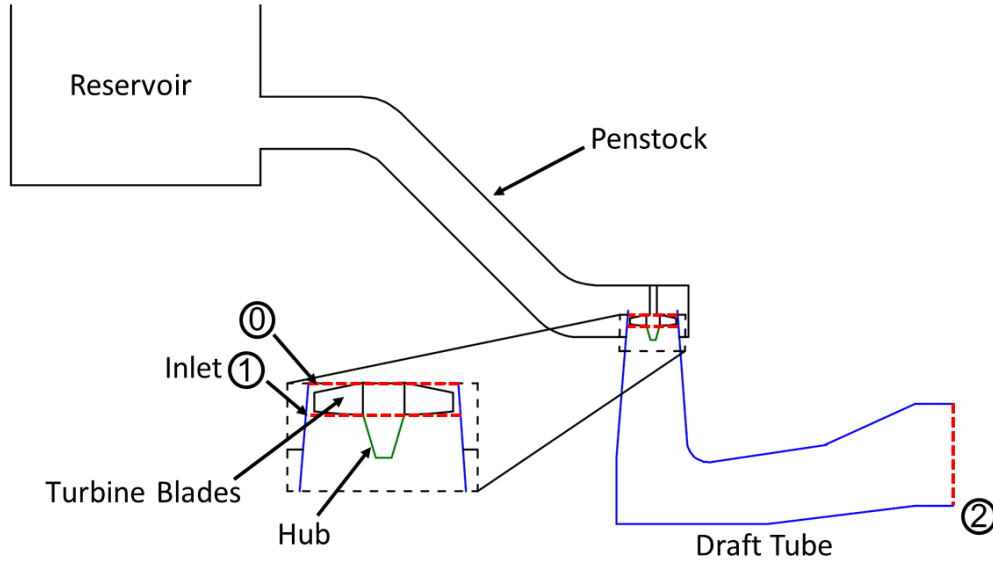 Reservoir
Penstock
0
Inlet 1
Turbine Blades
Hub
2
Draft Tube